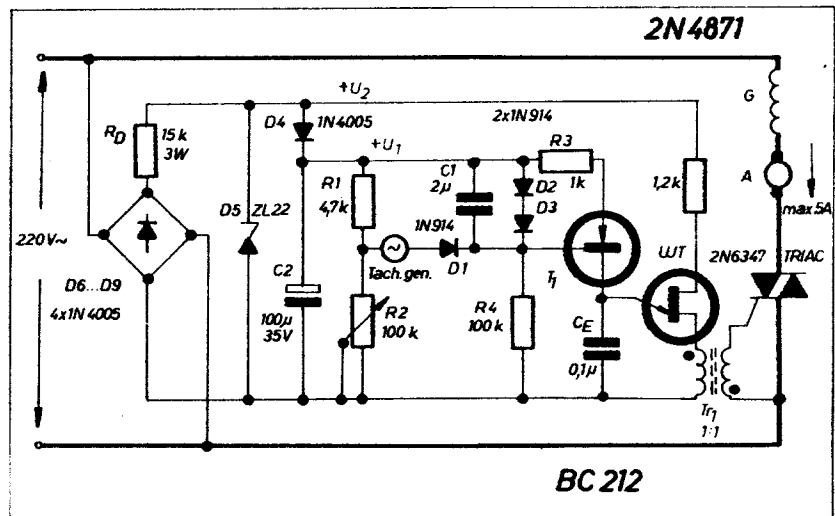 2N4871
+U2
D4
1N4005
2x1N914
G
RD
15k
3W
+U1
R3
1k
C1
2µ
D2
D3
R1
4,7k
1,2k
A
max.5A
D5
ZL22
1N914
220V~
Tach.gen.
D1
T1
UJT
2N6347
TRIAC
D6...D9
4x1N4005
C2
100µ
35V
R2
100k
R4
100k
CE
0,1µ
Tr1
1:1
BC 212